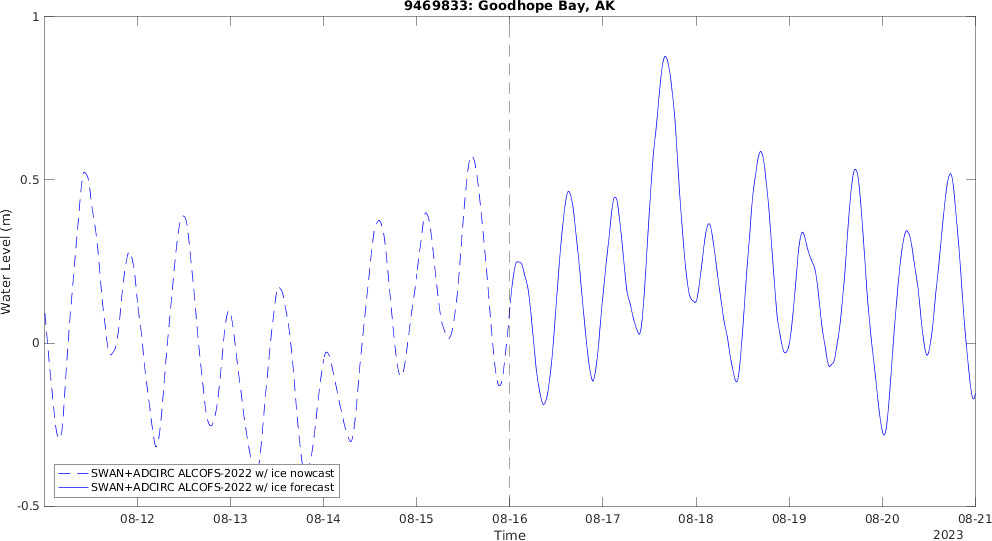 9469833: Goodhope Bay, AK
1
0.5
0
-0.5
Water Level (m)
SWAN+ADCIRC ALCOFS-2022 w/ ice nowcast
SWAN+ADCIRC ALCOFS-2022 w/ ice forecast
08-12 08-13 08-14 08-15 08-16 08-17 08-18 08-19 08-20 08-21
Time
2023